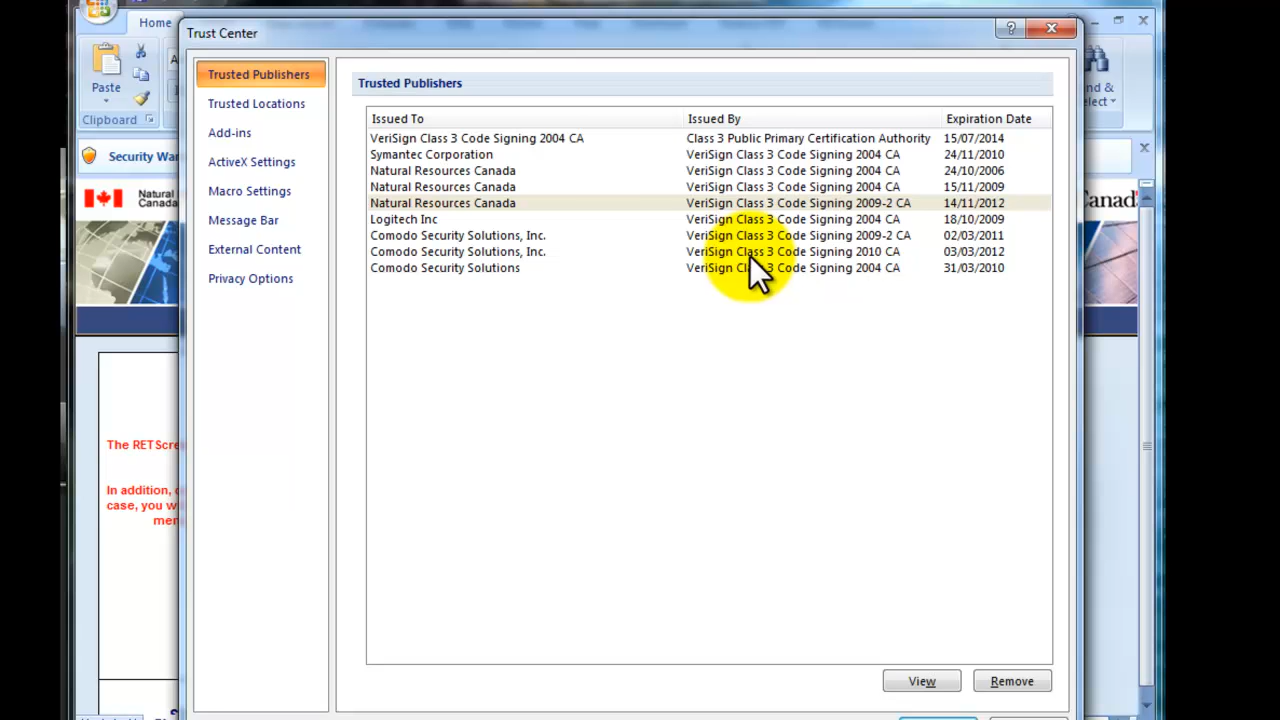 Home
Trust Center
Paste
Clipboard
Security War
Natural
Canada
The RETScre
In addition,
case, you w
Trusted Publishers
Trusted Locations
Add-ins
ActiveX Settings
Macro Settings
Message Bar
External Content
Privacy Options
Trusted Publishers
Issued To Issued By Expiration Date
VeriSign Class 3 Code Signing 2004 CA Class 3 Public Primary Certification Authority 15/07/2014
Symantec Corporation VeriSign Class 3 Code Signing 2004 CA 24/11/2010
Natural Resources Canada VeriSign Class 3 Code Signing 2004 CA 24/10/2006
Natural Resources Canada VeriSign Class 3 Code Signing 2004 CA 15/11/2009
Natural Resources Canada VeriSign Class 3 Code Signing 2009-2 CA 14/11/2012
Logitech Inc VeriSign Class 3 Code Signing 2004 CA 18/10/2009
Comodo Security Solutions, Inc. VeriSign Class 3 Code Signing 2009-2 CA 02/03/2011
Comodo Security Solutions, Inc. VeriSign Class 3 Code Signing 2010 CA 03/03/2012
Comodo Security Solutions VeriSign Class 3 Code Signing 2004 CA 31/03/2010
View Remove
nd &
elect
anada